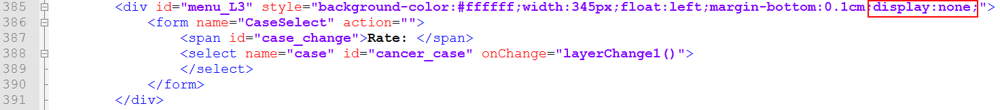 385 <div id="menu_L3" style="background-color:#ffffff;width:345px;float:left;margin-bottom:0.1cm;display:none;">
386 <form name="CaseSelect" action="">
387 <span id="case_change">Rate: </span>
388 <select name="case" id="cancer_case" onChange="layerChange1()">
389 </select>
390 </form>
391 </div>